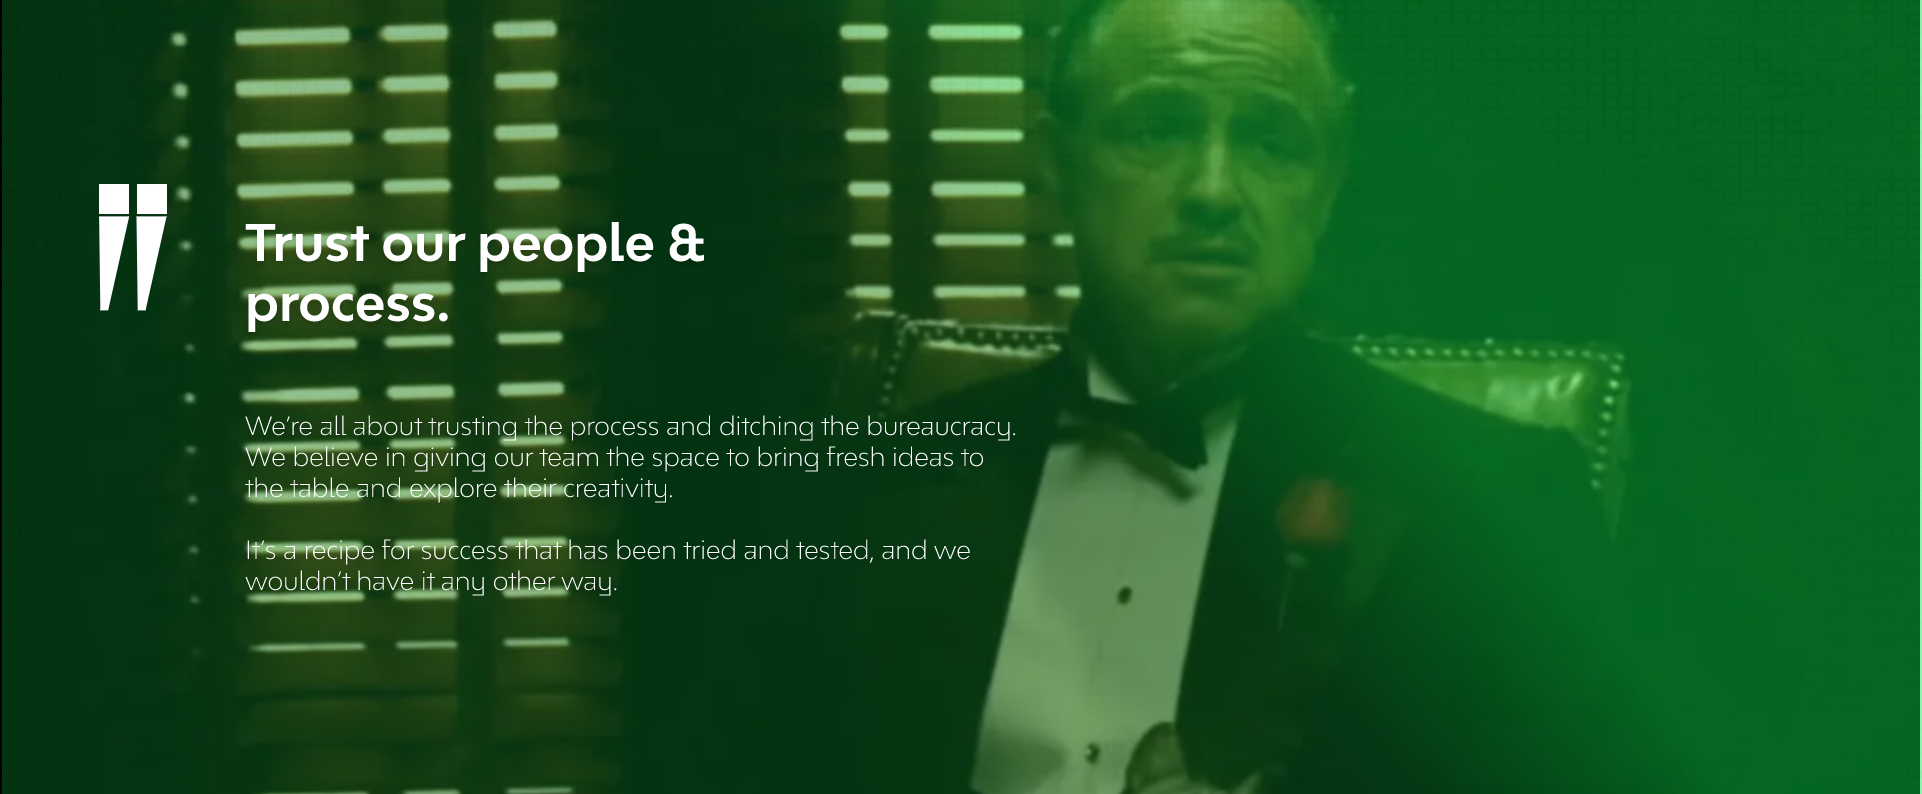 "
Trust our people &
process.
We're all about trusting the process and ditching the bureaucracy.
We believe in giving our team the space to bring fresh ideas to
the table and explore their creativity.
It's a recipe for success that has been tried and tested, and we
wouldn't have it any other way.